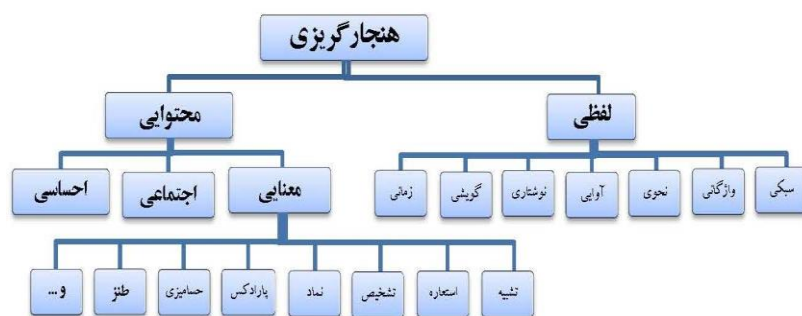 هنجارگریزی
لفظی
محتوایی
سبکی
واژگانی
نحوی
آوایی
نوشتاری
گویشی
زمانی
معنایی
اجتماعی
احساسی
تشبیه
استعاره
تشخیص
نماد
پارادکس
حسامیزی
طنز
و...